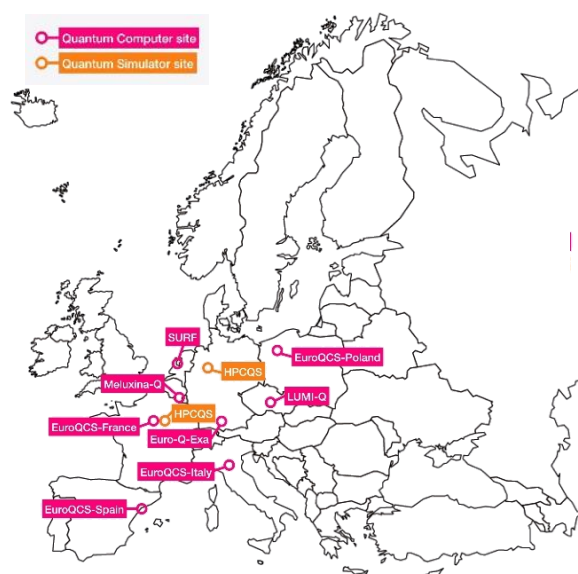 Quantum Computer site
Quantum Simulator site
SURF
EuroQCS-Poland
HPCQS
Meluxina-Q
LUMI-Q
HPCQS
EuroQCS-France
Euro-Q-Exa
EuroQCS-Italy
EuroQCS-Spain